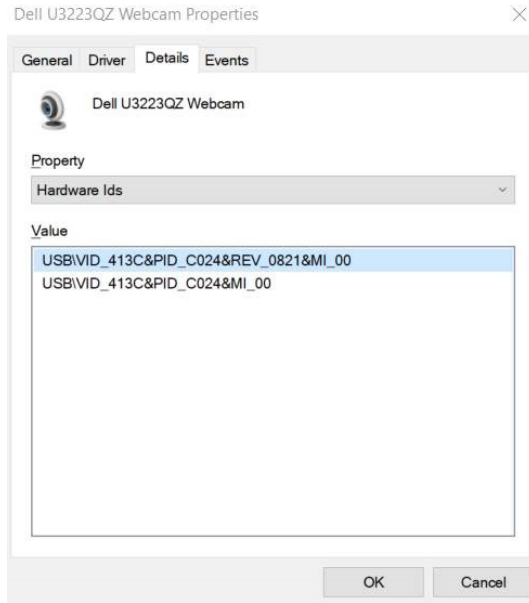 Dell U3223QZ Webcam Properties
General Driver Details Events
Dell U3223QZ Webcam
Property
Hardware Ids
Value
USB\VID_413C&PID_C024&REV_0821&MI_00
USB\VID_413C&PID_C024&MI_00
OK Cancel